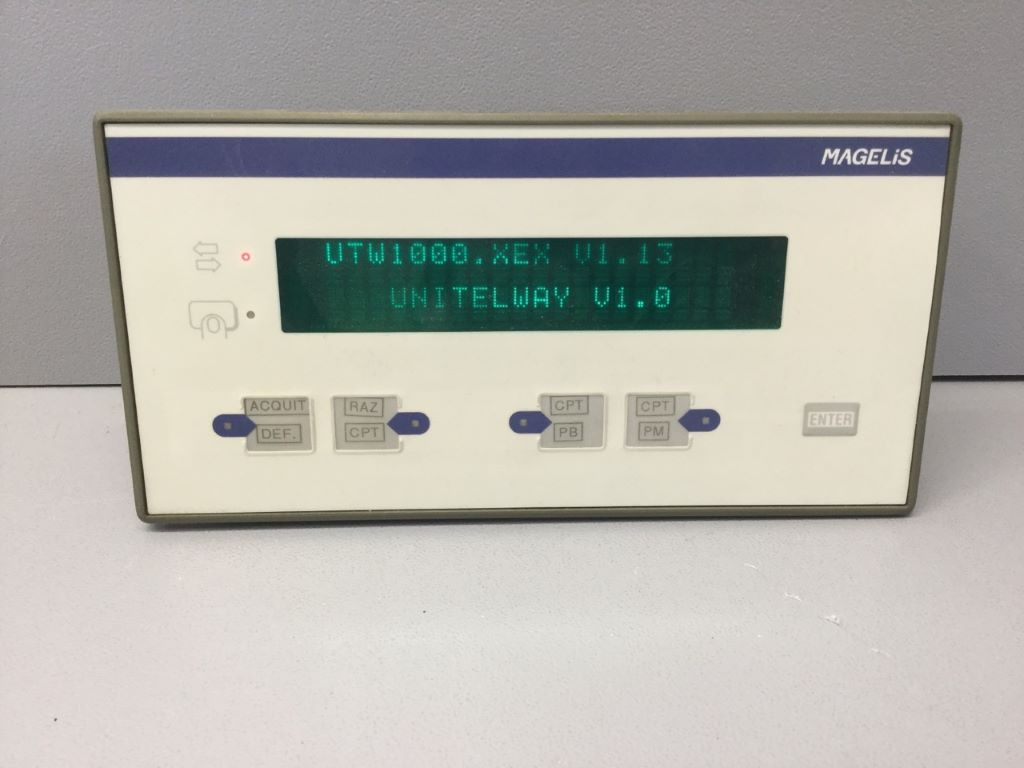 MAGELiS
UTW1000.XEX V1.13
UNITELWAY V1.0
ACQUIT
DEF.
RAZ
CPT
CPT
PB
CPT
PM
ENTER